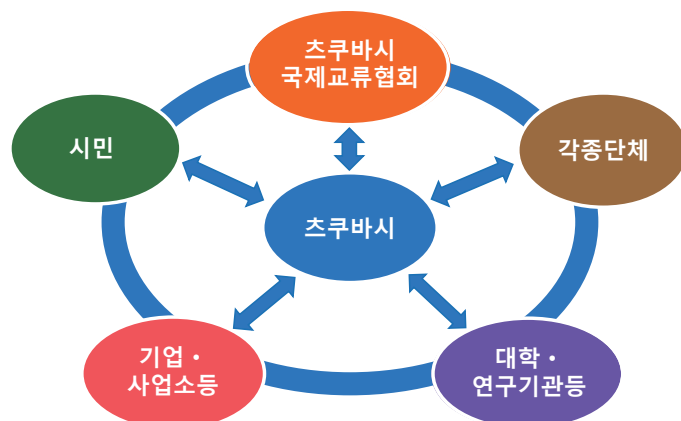 츠쿠바시
국제교류협회
시민
각종단체
츠쿠바시
기업・
사업소등
대학・
연구기관등